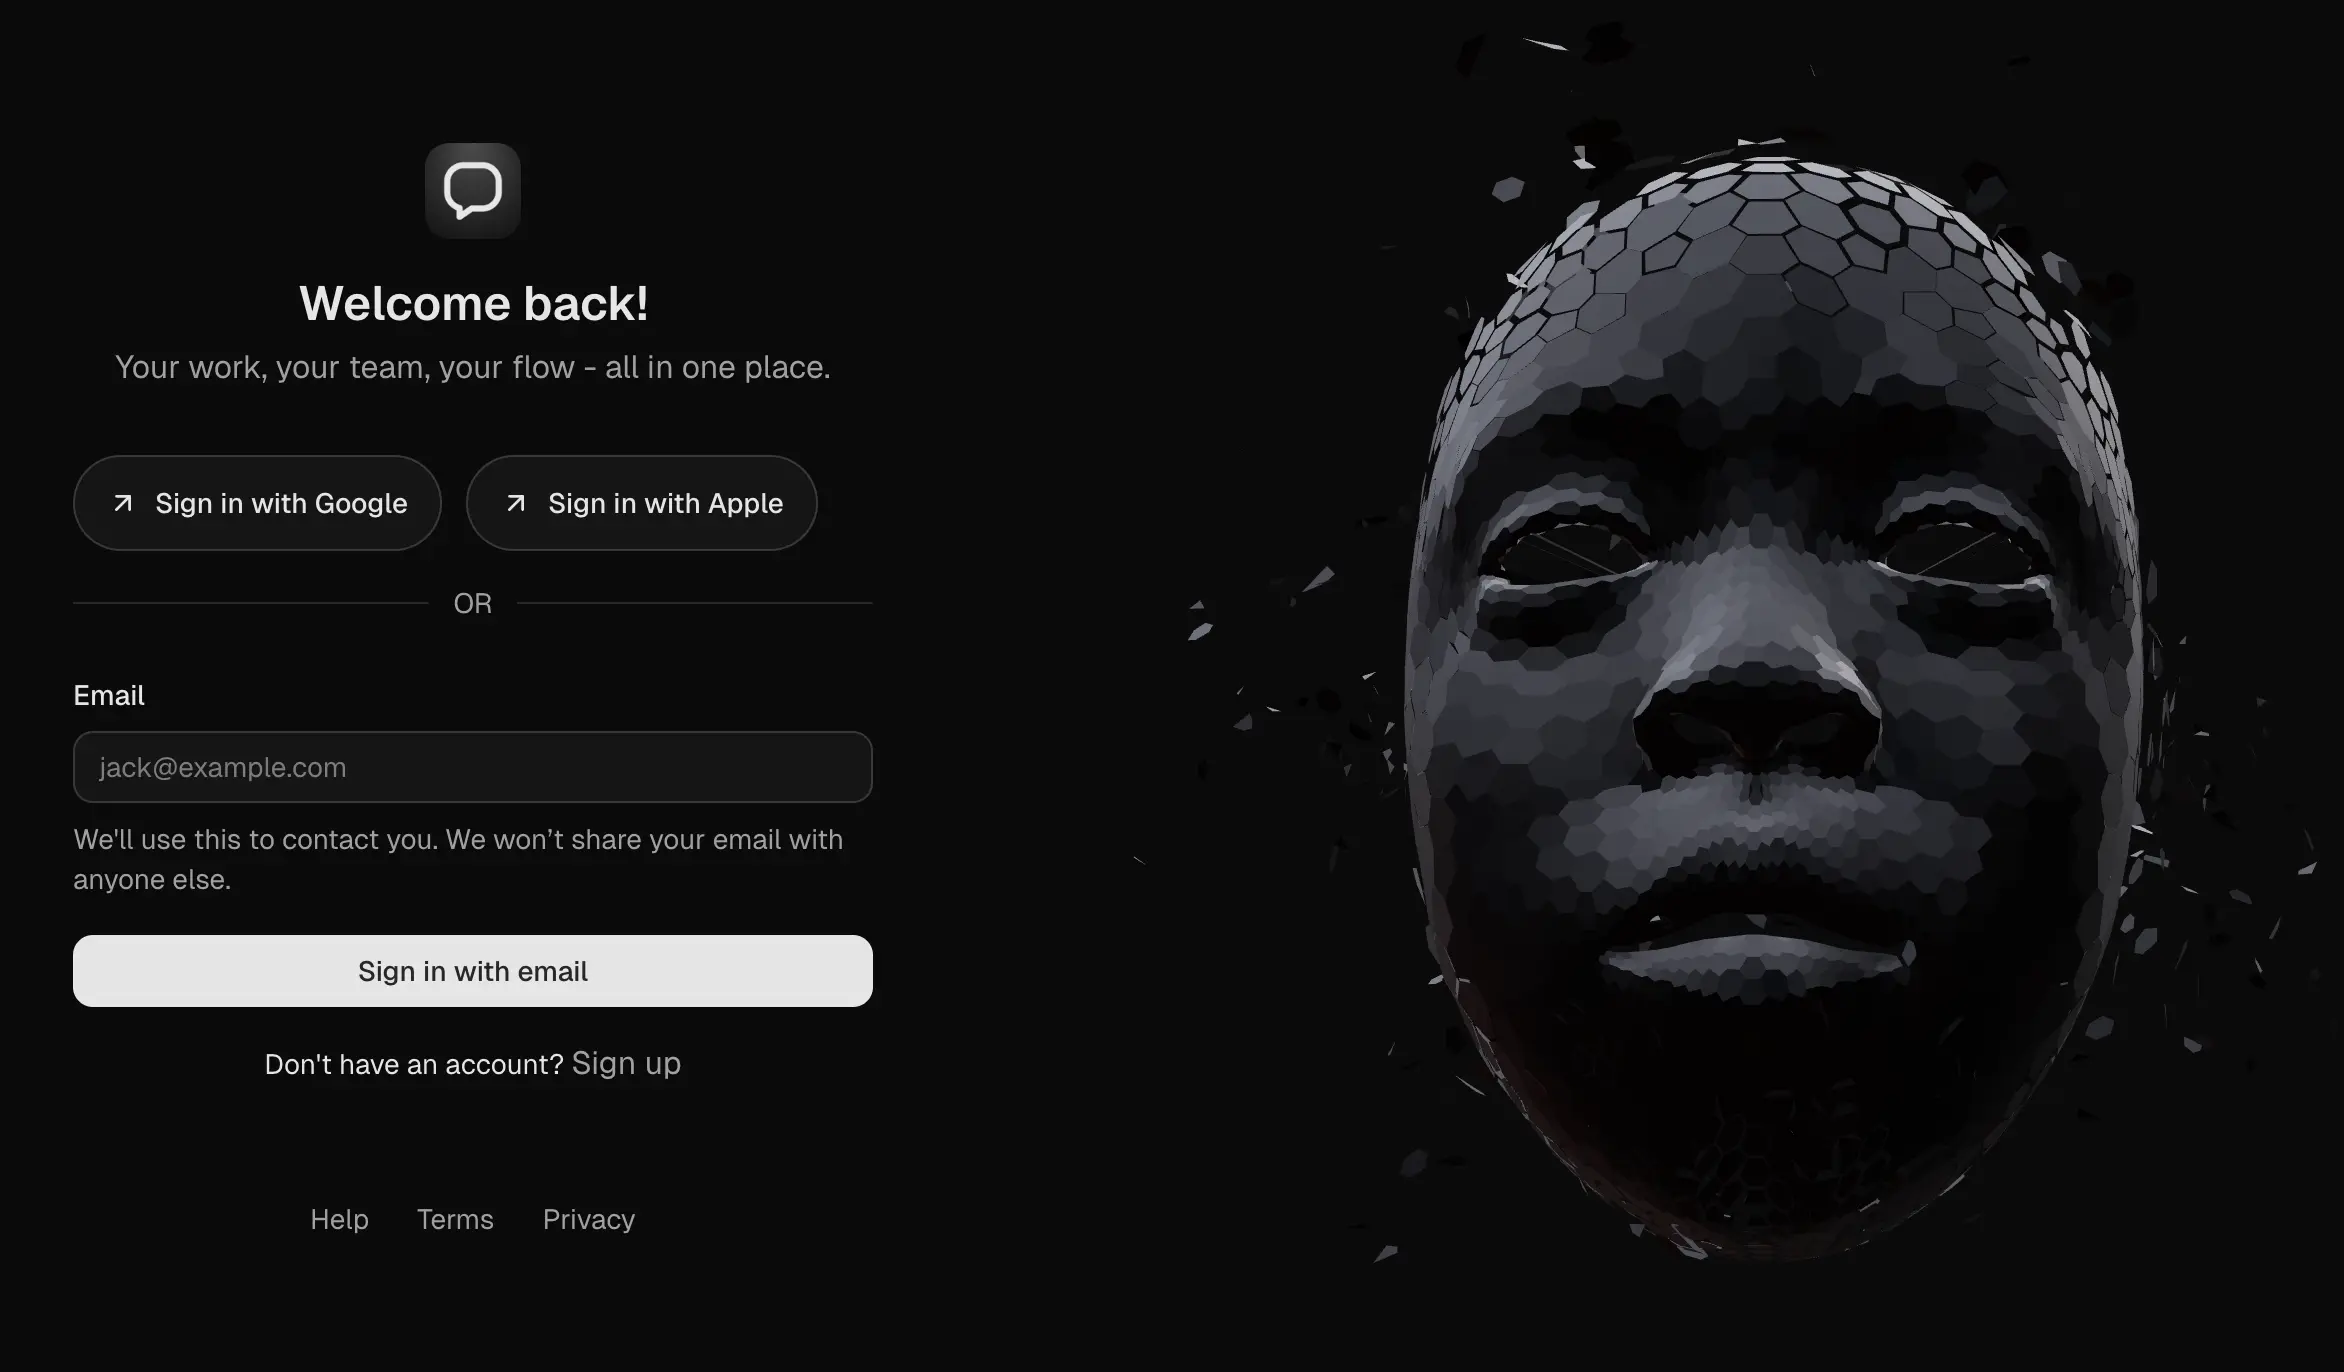 Welcome back!
Your work, your team, your flow - all in one place.
Sign in with Google
Sign in with Apple
OR
Email
jack@example.com
We'll use this to contact you. We won’t share your email with
anyone else.
Sign in with email
Don't have an account? Sign up
Help Terms Privacy